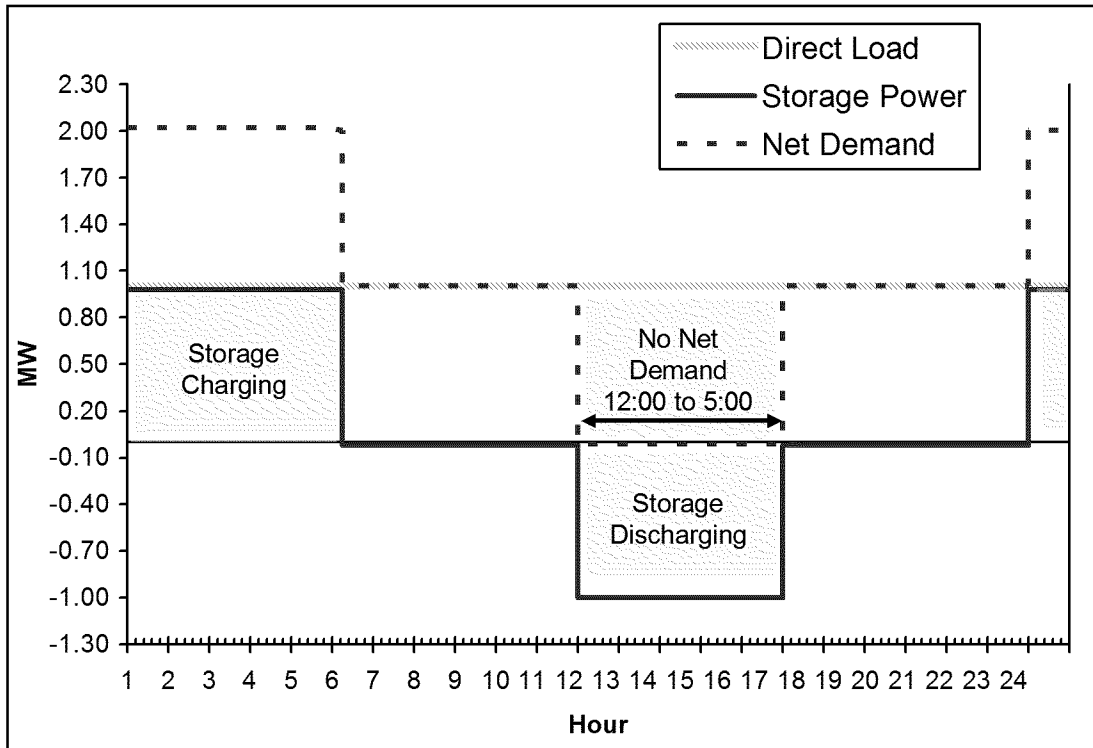 Direct Load
Storage Power
Net Demand
2.30
2.00
1.70
1.40
1.10
0.80
0.50
0.20
-0.10
-0.40
-0.70
-1.00
-1.30
MW
Storage
Charging
No Net
Demand
12:00 to 5:00
Storage
Discharging
1 2 3 4 5 6 7 8 9 10 11 12 13 14 15 16 17 18 19 20 21 22 23 24
Hour